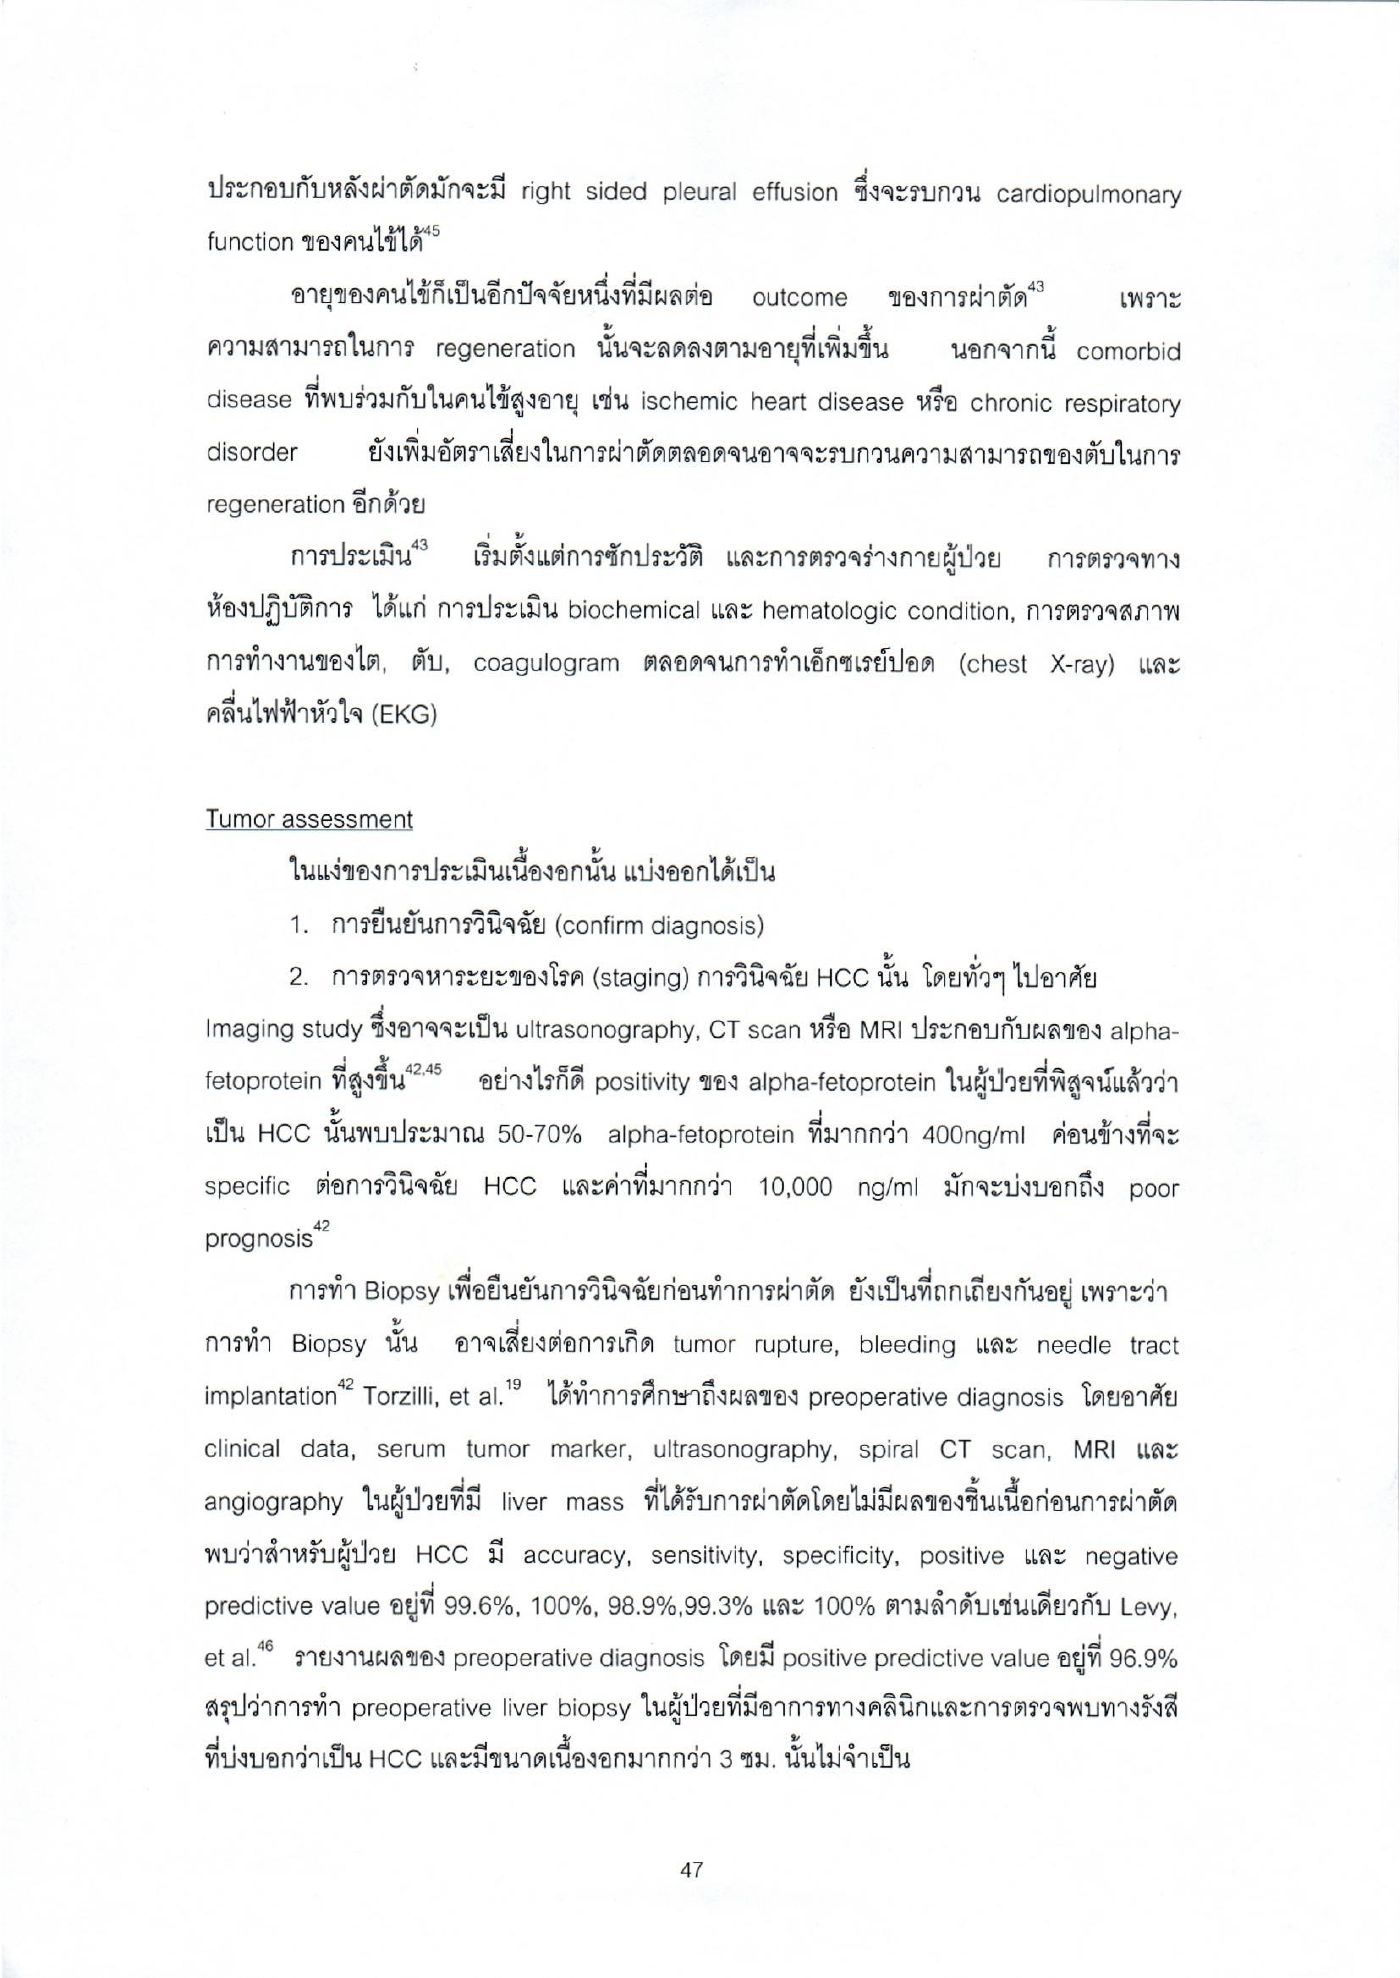 ประกอบกับหลังผ่าตัดมักจะมี right sided pleural effusion ซึ่งจะรบกวน cardiopulmonary
function ของคนไข้ได้45
อายุของคนไข้ก็เป็นอีกปัจจัยหนึ่งที่มีผลต่อ outcome ของการผ่าตัด43 เพราะ
ความสามารถในการ regeneration นั้นจะลดลงตามอายุที่เพิ่มขึ้น นอกจากนี้ comorbid
disease ที่พบร่วมกับในคนไข้สูงอายุ เช่น ischemic heart disease หรือ chronic respiratory
disorder ยังเพิ่มอัตราเสี่ยงในการผ่าตัดตลอดจนอาจจะรบกวนความสามารถของตับในการ
regeneration อีกด้วย
การประเมิน43 เริ่มตั้งแต่การซักประวัติ และการตรวจร่างกายผู้ป่วย การตรวจทาง
ห้องปฏิบัติการ ได้แก่ การประเมิน biochemical และ hematologic condition, การตรวจสภาพ
การทำงานของไต, ตับ, coagulogram ตลอดจนการทำเอ็กซเรย์ปอด (chest X-ray) และ
คลื่นไฟฟ้าหัวใจ (EKG)
Tumor assessment
ในแง่ของการประเมินเนื้องอกนั้น แบ่งออกได้เป็น
1. การยืนยันการวินิจฉัย (confirm diagnosis)
2. การตรวจหาระยะของโรค (staging) การวินิจฉัย HCC นั้น โดยทั่วๆ ไปอาศัย
Imaging study ซึ่งอาจจะเป็น ultrasonography, CT scan หรือ MRI ประกอบกับผลของ alpha-
fetoprotein ที่สูงขึ้น42,45 อย่างไรก็ดี positivity ของ alpha-fetoprotein ในผู้ป่วยที่พิสูจน์แล้วว่า
เป็น HCC นั้นพบประมาณ 50-70% alpha-fetoprotein ที่มากกว่า 400ng/ml ค่อนข้างที่จะ
specific ต่อการวินิจฉัย HCC และค่าที่มากกว่า 10,000 ng/ml มักจะบ่งบอกถึง poor
prognosis42
การทำ Biopsy เพื่อยืนยันการวินิจฉัยก่อนทำการผ่าตัด ยังเป็นที่ถกเถียงกันอยู่ เพราะว่า
การทำ Biopsy นั้น อาจเสี่ยงต่อการเกิด tumor rupture, bleeding และ needle tract
implantation42 Torzilli, et al.19 ได้ทำการศึกษาถึงผลของ preoperative diagnosis โดยอาศัย
clinical data, serum tumor marker, ultrasonography, spiral CT scan, MRI และ
angiography ในผู้ป่วยที่มี liver mass ที่ได้รับการผ่าตัดโดยไม่มีผลของชิ้นเนื้อก่อนการผ่าตัด
พบว่าสำหรับผู้ป่วย HCC มี accuracy, sensitivity, specificity, positive และ negative
predictive value อยู่ที่ 99.6%, 100%, 98.9%,99.3% และ 100% ตามลำดับเช่นเดียวกับ Levy,
et al.46 รายงานผลของ preoperative diagnosis โดยมี positive predictive value อยู่ที่ 96.9%
สรุปว่าการทำ preoperative liver biopsy ในผู้ป่วยที่มีอาการทางคลินิกและการตรวจพบทางรังสี
ที่บ่งบอกว่าเป็น HCC และมีขนาดเนื้องอกมากกว่า 3 ซม. นั้นไม่จำเป็น
47